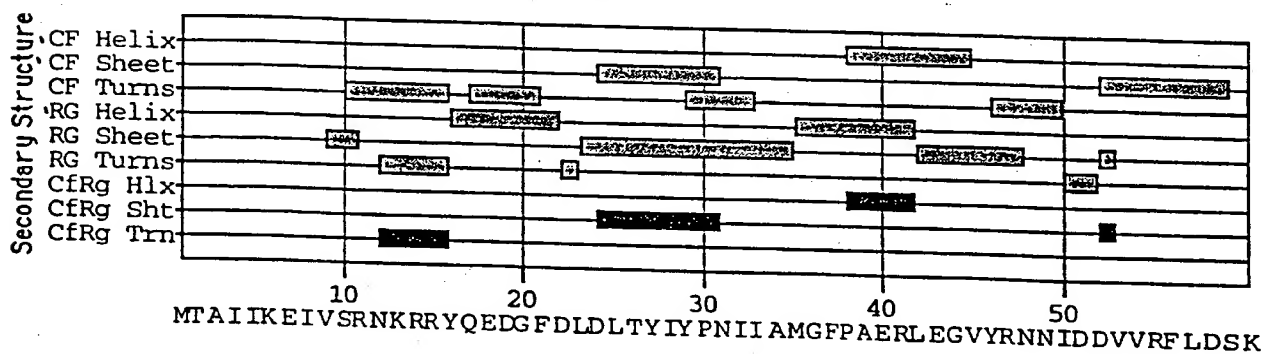 Secondary Structure
CF Helix
CF Sheet
CF Turns
RG Helix
RG Sheet
RG Turns
CfRg Hlx
CfRg Sht
CfRg Trn
10 20 30 40 50
MTAIIKEIVSRNKRRYQEDGFDLDLTYIYPNIIAMGFPAERLEGVYRNNIDDVVRFLDSK